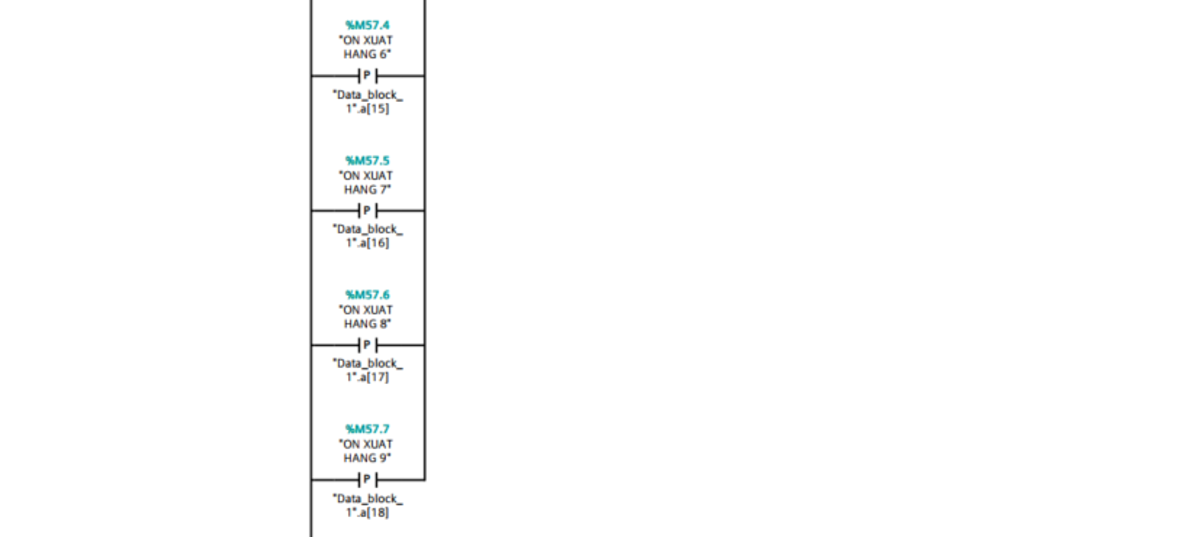 %M57.4
"ON XUAT
HANG 6"
P
"Data_block_
1".a[15]
%M57.5
"ON XUAT
HANG 7"
P
"Data_block_
1".a[16]
%M57.6
"ON XUAT
HANG 8"
P
"Data_block_
1".a[17]
%M57.7
"ON XUAT
HANG 9"
P
"Data_block_
1".a[18]